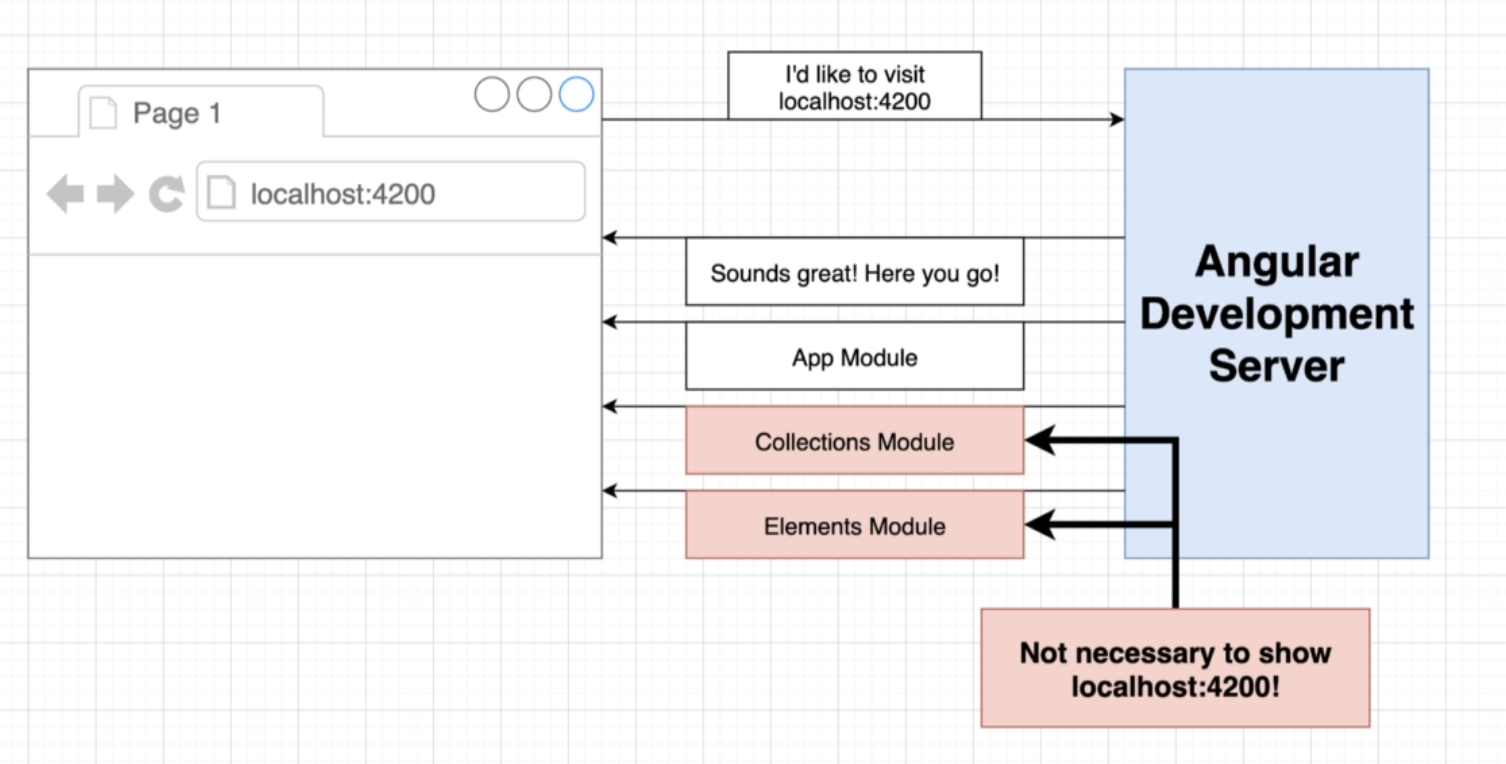 Page 1
localhost:4200
I'd like to visit
localhost:4200
Sounds great! Here you go!
App Module
Collections Module
Elements Module
Angular
Development
Server
Not necessary to show
localhost:4200!